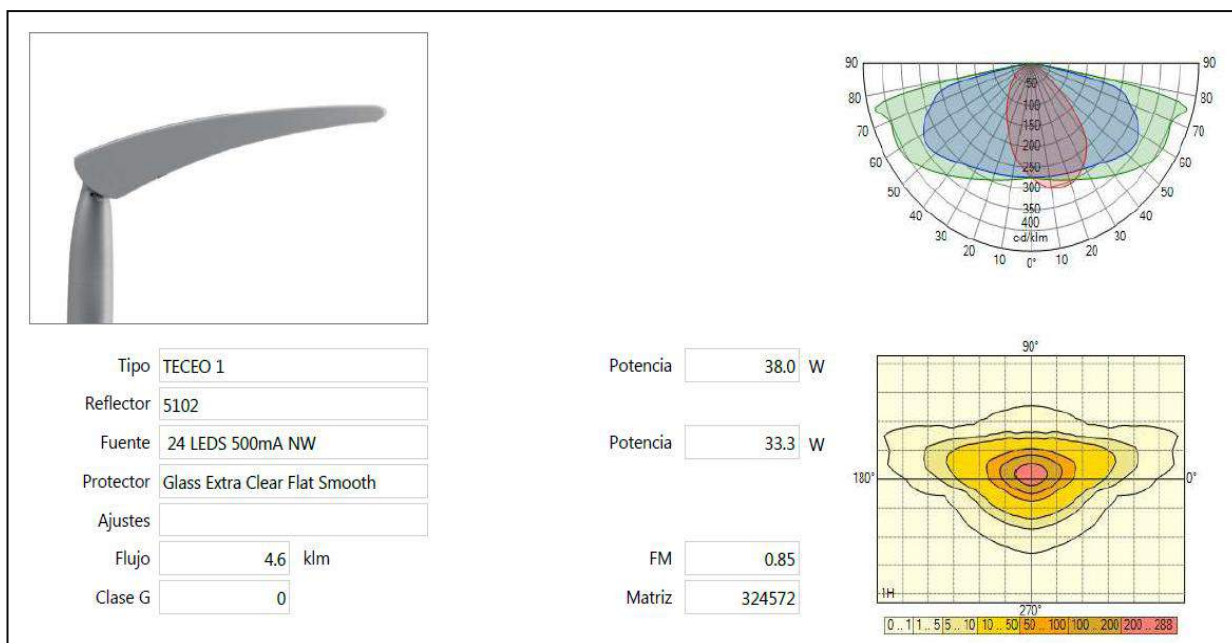 90 90
80 80
70 70
60 60
50 50
40 40
30 30
20 20
10 0° 10
50
100
150
200
250
300
350
400
cd/klm
Tipo TECEO 1
Reflector 5102
Fuente 24 LEDS 500mA NW
Protector Glass Extra Clear Flat Smooth
Ajustes
Flujo 4.6 klm
Clase G 0
Potencia 38.0 W
Potencia 33.3 W
FM 0.85
Matriz 324572
90°
180° 0°
1H
270°
0 .. 1 1 .. 5 5 .. 10 10 .. 50 50 .. 100 100 .. 200 200 .. 288